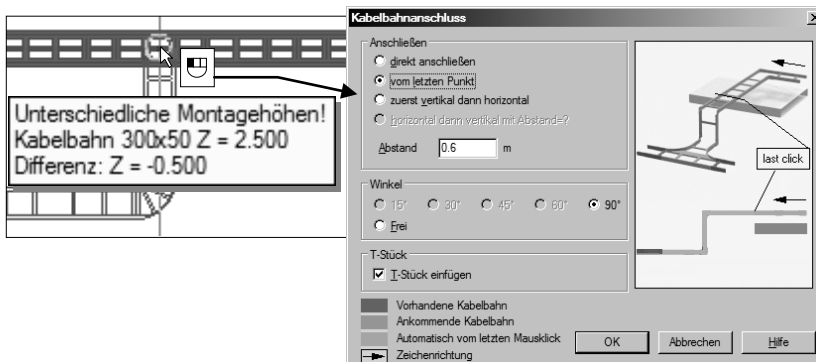 Unterschiedliche Montagehöhen!
Kabelbahn 300x50 Z = 2.500
Differenz: Z = -0.500
Kabelbahnanschluss
Anschließen
direkt anschließen
vom letzten Punkt
zuerst vertikal dann horizontal
horizontal dann vertikal mit Abstand=?
Abstand 0.6 m
Winkel
15° 30° 45° 60° 90°
Frei
T-Stück
T-Stück einfügen
last click
Vorhandene Kabelbahn
Ankommende Kabelbahn
Automatisch vom letzten Mausklick
Zeichenrichtung
OK Abbrechen Hilfe